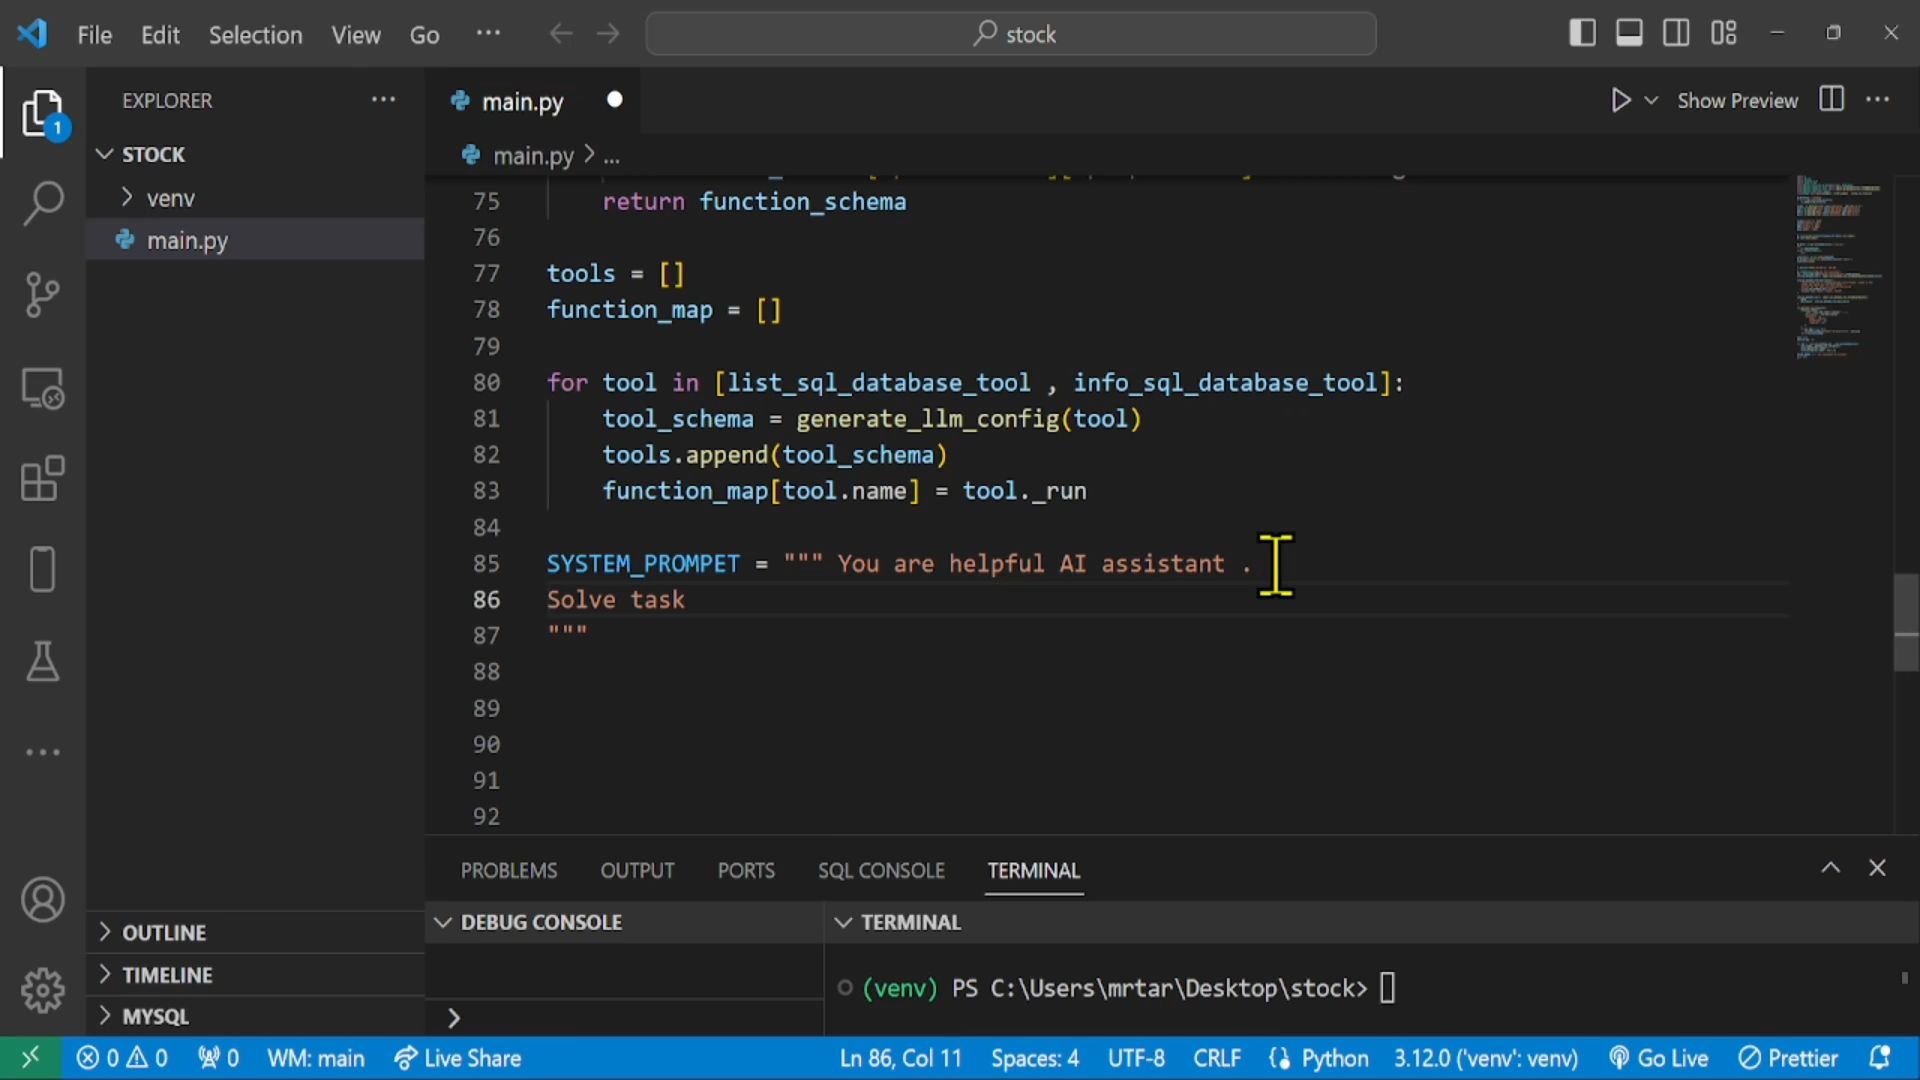 File Edit Selection View Go ··· stock
EXPLORER ···
1
STOCK
venv
main.py
main.py Show Preview ···
main.py > ...
75 return function_schema
76
77 tools = []
78 function_map = []
79
80 for tool in [list_sql_database_tool , info_sql_database_tool]:
81 tool_schema = generate_llm_config(tool)
82 tools.append(tool_schema)
83 function_map[tool.name] = tool._run
84
85 SYSTEM_PROMPET = """ You are helpful AI assistant .
86 Solve task
87 """
88
89
90
91
92
OUTLINE
TIMELINE
MYSQL
PROBLEMS OUTPUT PORTS SQL CONSOLE TERMINAL
DEBUG CONSOLE
TERMINAL
(venv) PS C:\Users\mrtar\Desktop\stock>
0 0 0 WM: main Live Share Ln 86, Col 11 Spaces: 4 UTF-8 CRLF Python 3.12.0 ('venv': venv) Go Live Prettier